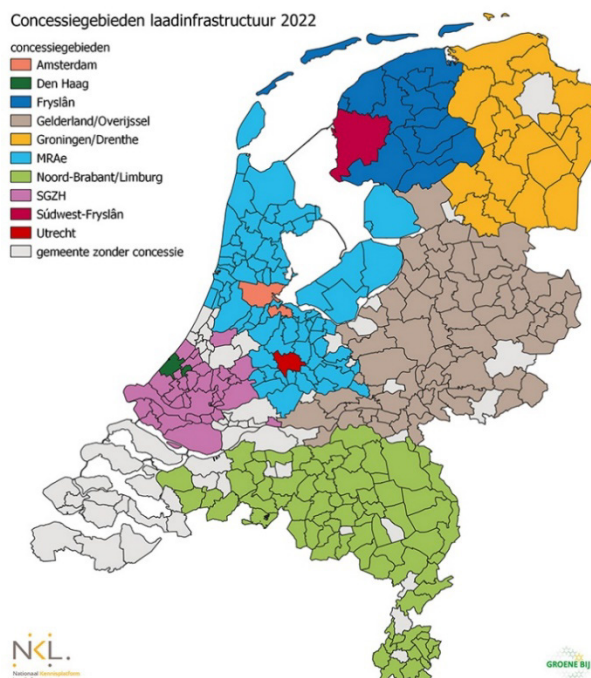 Concessiegebieden laadinfrastructuur 2022
concessiegebieden
Amsterdam
Den Haag
Fryslân
Gelderland/Overijssel
Groningen/Drenthe
MRAe
Noord-Brabant/Limburg
SGZH
Súdwest-Fryslân
Utrecht
gemeente zonder concessie
NKL.
Nationaal Kennisplatform
GROENE BIJ